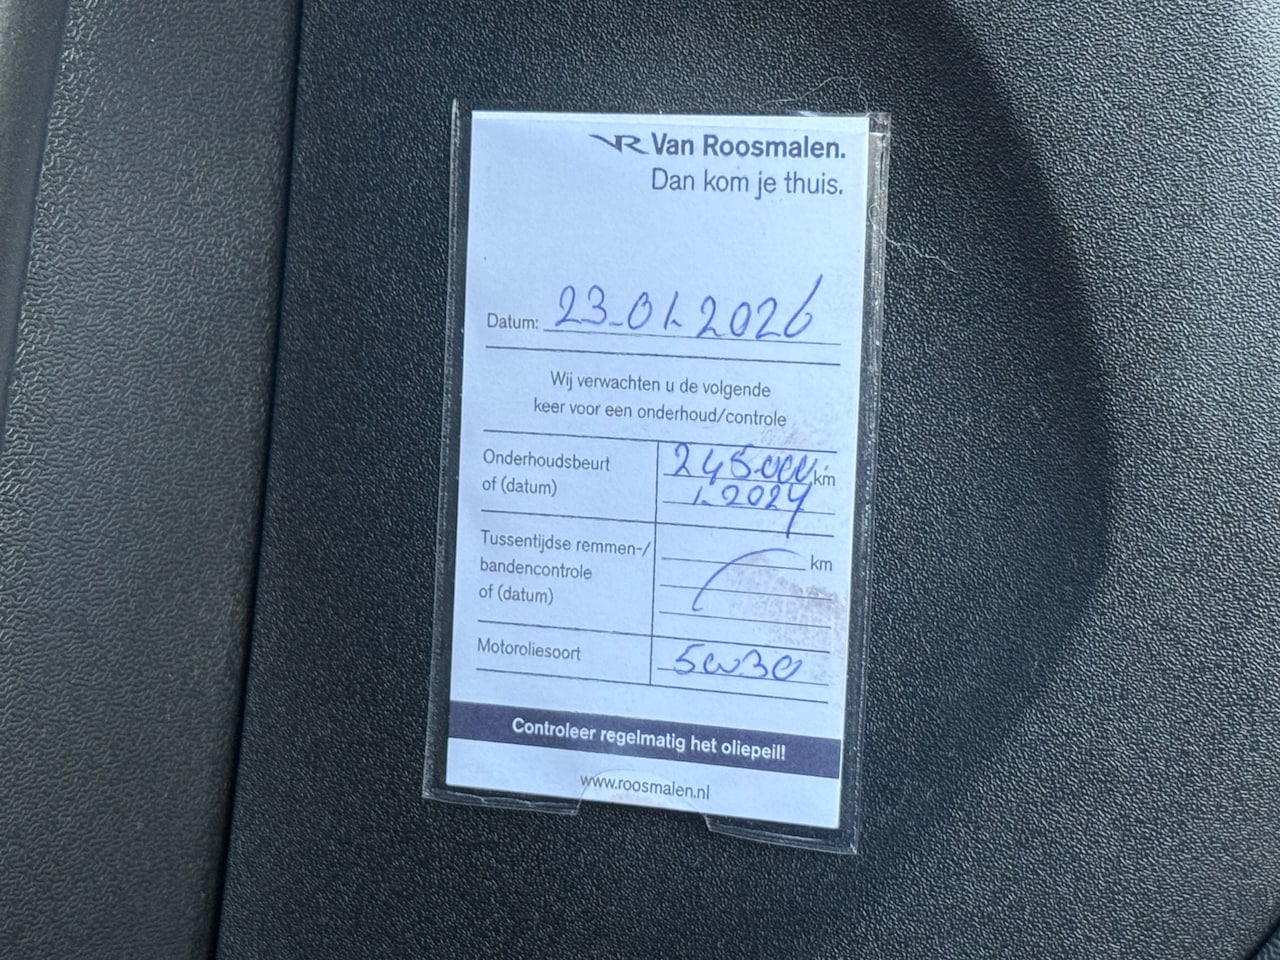 VR Van Roosmalen.
Dan kom je thuis.
Datum: 23-01-2026
Wij verwachten u de volgende
keer voor een onderhoud/controle
Onderhoudsbeurt 245.000 km
of (datum)
Tussentijdse remmen-/ km
bandencontrole
of (datum)
Motoroliesoort 5w30
Controleer regelmatig het oliepeil!
www.roosmalen.nl